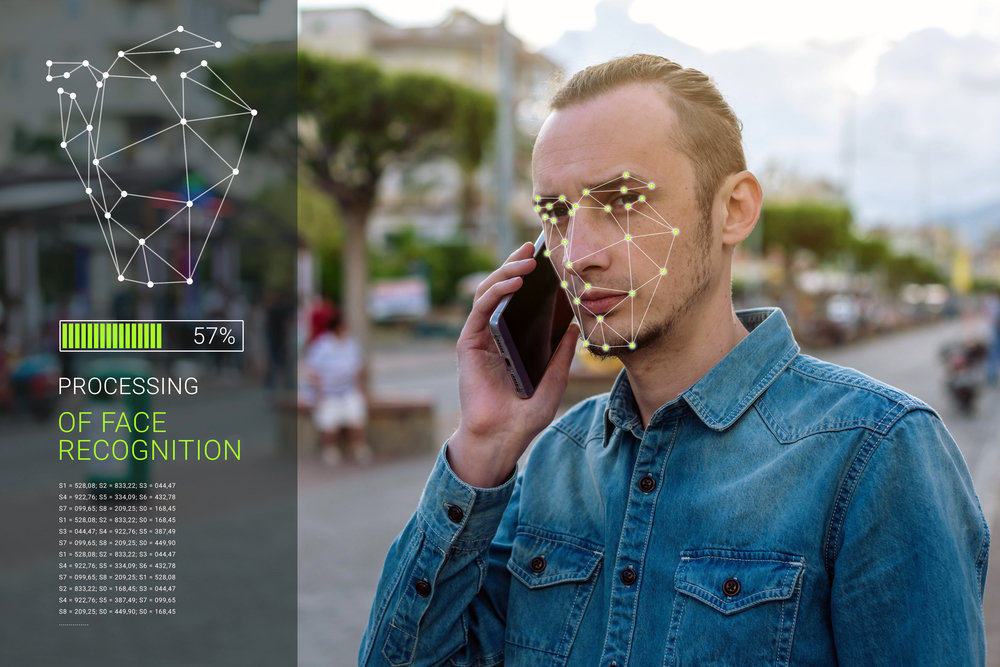 57%
PROCESSING
OF FACE
RECOGNITION
S1 = 528,08; S2 = 833,22; S3 = 044,47
S4 = 922,76; S5 = 334,09; S6 = 432,78
S7 = 099,65; S8 = 209,25; S0 = 168,45
S1 = 528,08; S2 = 833,22; S0 = 168,45
S3 = 044,47; S4 = 922,76; S5 = 387,49
S7 = 099,65; S8 = 209,25; S0 = 449,90
S1 = 528,08; S2 = 833,22; S3 = 044,47
S4 = 922,76; S5 = 334,09; S6 = 432,78
S7 = 099,65; S8 = 209,25; S1 = 528,08
S2 = 833,22; S0 = 168,45; S3 = 044,47
S4 = 922,76; S5 = 387,49; S7 = 099,65
S8 = 209,25; S0 = 449,90; S0 = 168,45
...............